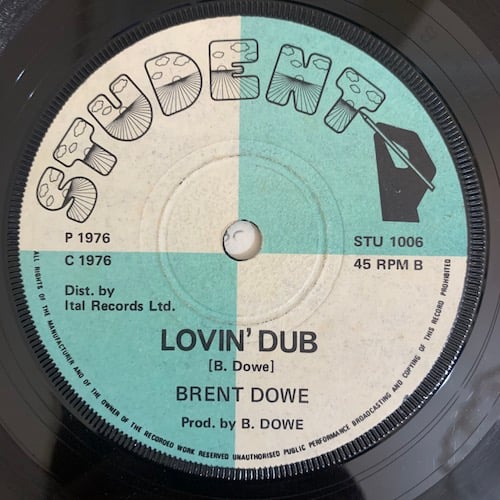 STUDENT
P 1976
C 1976
STU 1006
45 RPM B
Dist. by
Ital Records Ltd.
LOVIN' DUB
[B. Dowe]
BRENT DOWE
Prod. by B. DOWE
ALL RIGHTS OF THE MANUFACTURER AND OF THE OWNER OF THE RECORDED WORK RESERVED UNAUTHORISED PUBLIC PERFORMANCE BROADCASTING AND COPYING OF THIS RECORD PROHIBITED